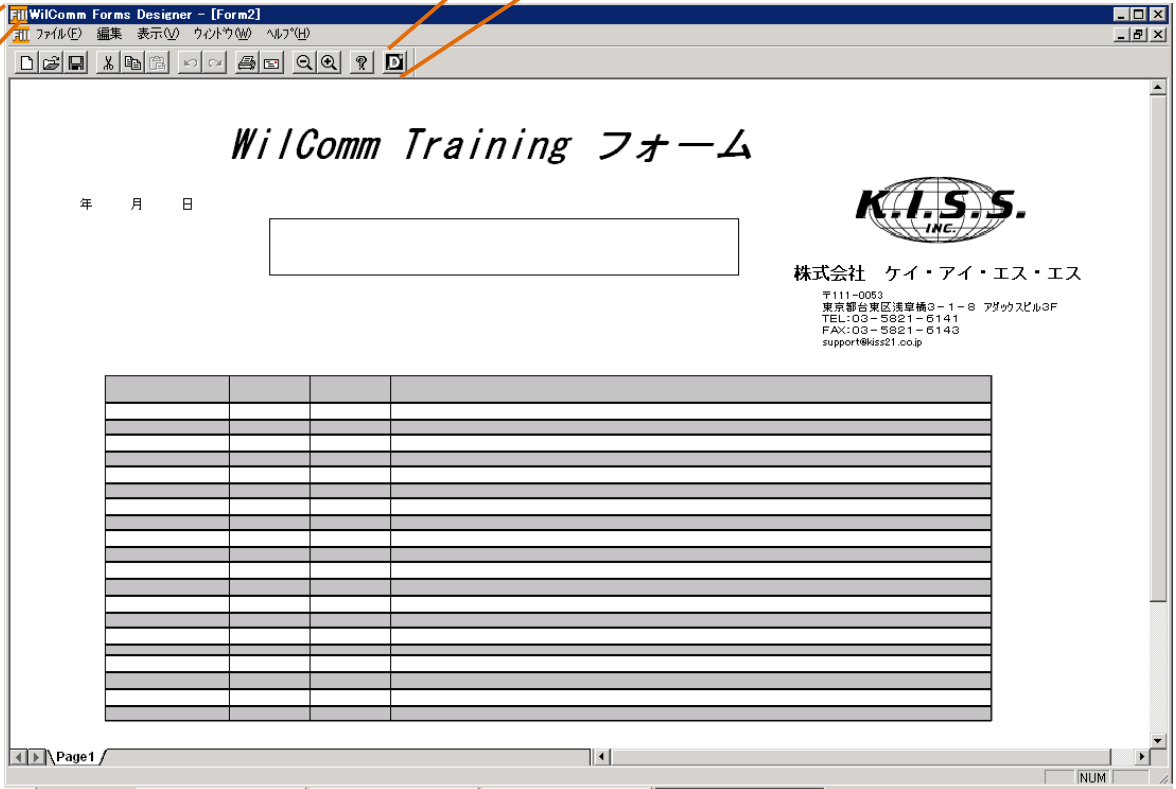 Fill WilComm Forms Designer - [Form2]
Fill ファイル(F) 編集 表示(V) ウィンドウ(W) ヘルプ(H)
D
WilComm Training フォーム
年 月 日
K.I.S.S.
INC.
株式会社 ケイ・アイ・エス・エス
〒111-0053
東京都台東区浅草橋3-1-8 アダックスビル3F
TEL:03-5821-6141
FAX:03-5821-6143
support@kiss21.co.jp
Page1
NUM